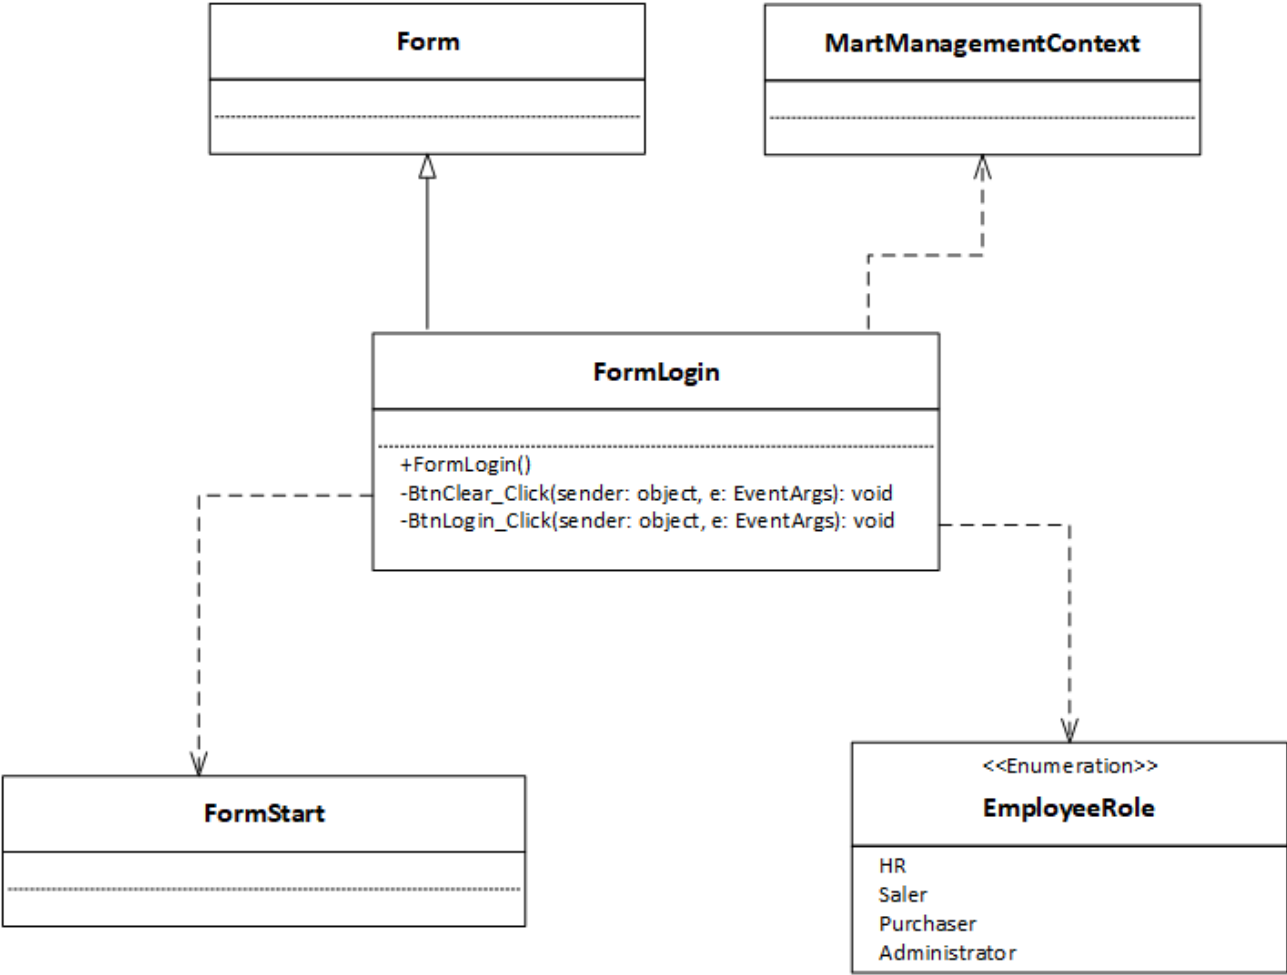 Form
MartManagementContext
FormLogin
+FormLogin()
-BtnClear_Click(sender: object, e: EventArgs): void
-BtnLogin_Click(sender: object, e: EventArgs): void
FormStart
<<Enumeration>>
EmployeeRole
HR
Saler
Purchaser
Administrator